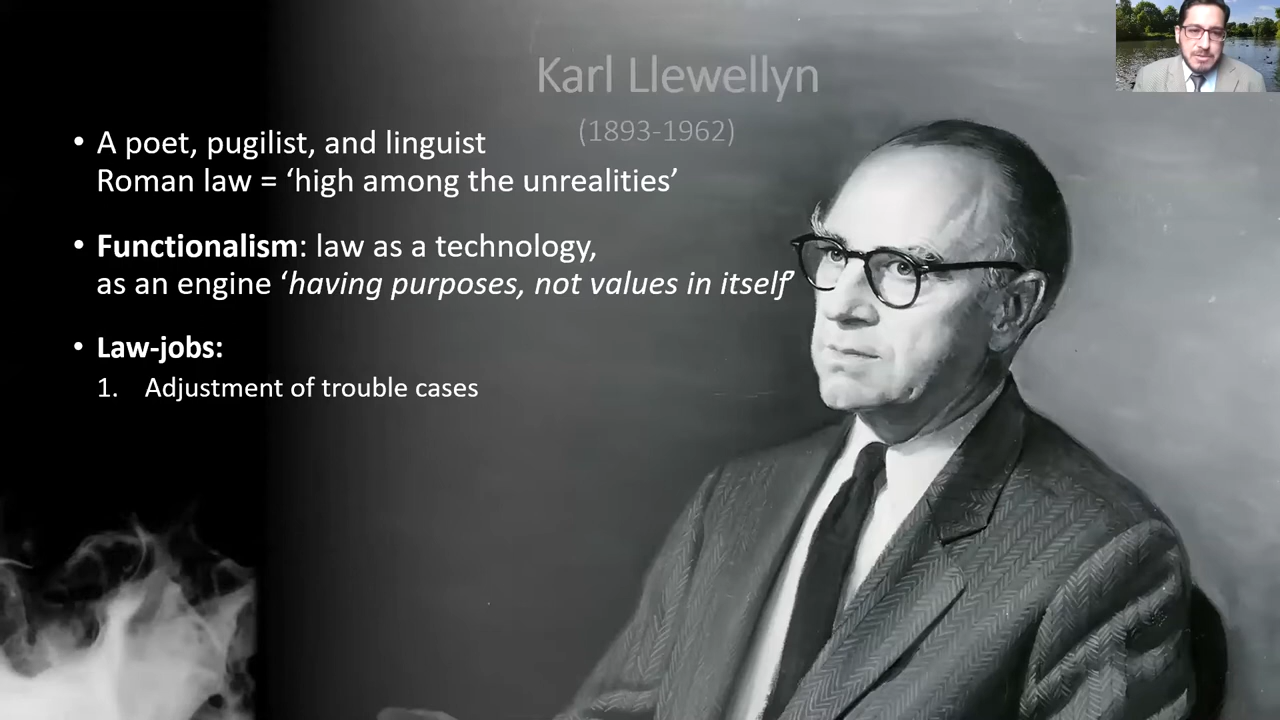 Karl Llewellyn
(1893-1962)
• A poet, pugilist, and linguist
Roman law = ‘high among the unrealities’
• Functionalism: law as a technology,
as an engine ‘having purposes, not values in itself’
• Law-jobs:
1. Adjustment of trouble cases